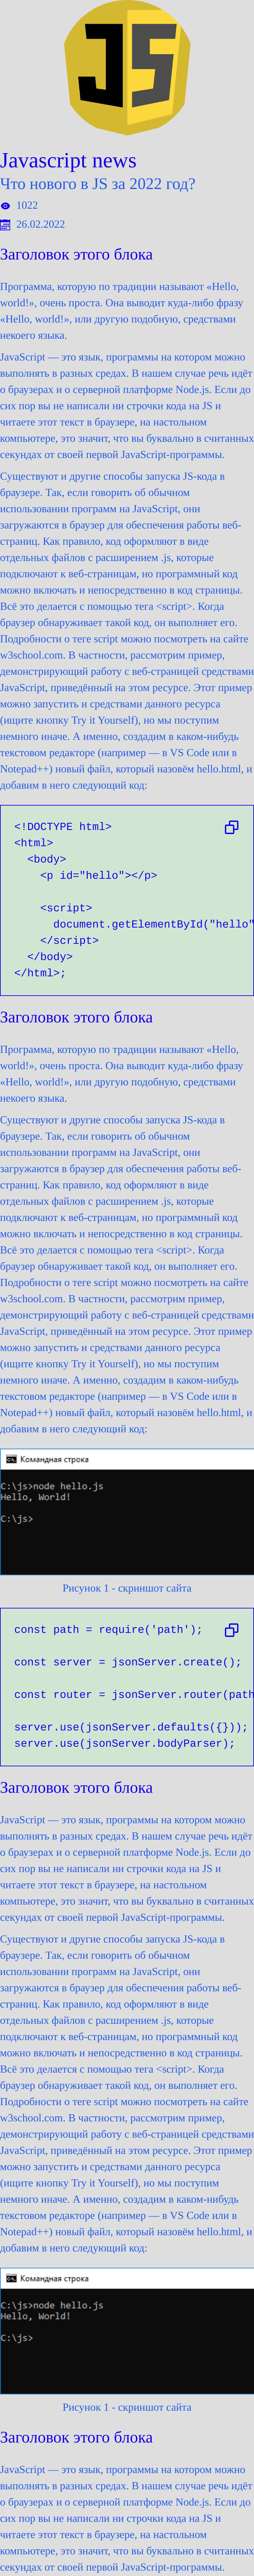 JS
Javascript news
Что нового в JS за 2022 год?
1022
26.02.2022
Заголовок этого блока
Программа, которую по традиции называют «Hello,
world!», очень проста. Она выводит куда-либо фразу
«Hello, world!», или другую подобную, средствами
некоего языка.
JavaScript — это язык, программы на котором можно
выполнять в разных средах. В нашем случае речь идёт
о браузерах и о серверной платформе Node.js. Если до
сих пор вы не написали ни строчки кода на JS и
читаете этот текст в браузере, на настольном
компьютере, это значит, что вы буквально в считанных
секундах от своей первой JavaScript-программы.
Существуют и другие способы запуска JS-кода в
браузере. Так, если говорить об обычном
использовании программ на JavaScript, они
загружаются в браузер для обеспечения работы веб-
страниц. Как правило, код оформляют в виде
отдельных файлов с расширением .js, которые
подключают к веб-страницам, но программный код
можно включать и непосредственно в код страницы.
Всё это делается с помощью тега <script>. Когда
браузер обнаруживает такой код, он выполняет его.
Подробности о теге script можно посмотреть на сайте
w3school.com. В частности, рассмотрим пример,
демонстрирующий работу с веб-страницей средствами
JavaScript, приведённый на этом ресурсе. Этот пример
можно запустить и средствами данного ресурса
(ищите кнопку Try it Yourself), но мы поступим
немного иначе. А именно, создадим в каком-нибудь
текстовом редакторе (например — в VS Code или в
Notepad++) новый файл, который назовём hello.html, и
добавим в него следующий код:
<!DOCTYPE html>
<html>
<body>
<p id="hello"></p>
<script>
document.getElementById("hello"
</script>
</body>
</html>;
Заголовок этого блока
Программа, которую по традиции называют «Hello,
world!», очень проста. Она выводит куда-либо фразу
«Hello, world!», или другую подобную, средствами
некоего языка.
Существуют и другие способы запуска JS-кода в
браузере. Так, если говорить об обычном
использовании программ на JavaScript, они
загружаются в браузер для обеспечения работы веб-
страниц. Как правило, код оформляют в виде
отдельных файлов с расширением .js, которые
подключают к веб-страницам, но программный код
можно включать и непосредственно в код страницы.
Всё это делается с помощью тега <script>. Когда
браузер обнаруживает такой код, он выполняет его.
Подробности о теге script можно посмотреть на сайте
w3school.com. В частности, рассмотрим пример,
демонстрирующий работу с веб-страницей средствами
JavaScript, приведённый на этом ресурсе. Этот пример
можно запустить и средствами данного ресурса
(ищите кнопку Try it Yourself), но мы поступим
немного иначе. А именно, создадим в каком-нибудь
текстовом редакторе (например — в VS Code или в
Notepad++) новый файл, который назовём hello.html, и
добавим в него следующий код:
Командная строка
C:\js>node hello.js
Hello, World!
C:\js>
Рисунок 1 - скриншот сайта
const path = require('path');
const server = jsonServer.create();
const router = jsonServer.router(path
server.use(jsonServer.defaults({}));
server.use(jsonServer.bodyParser);
Заголовок этого блока
JavaScript — это язык, программы на котором можно
выполнять в разных средах. В нашем случае речь идёт
о браузерах и о серверной платформе Node.js. Если до
сих пор вы не написали ни строчки кода на JS и
читаете этот текст в браузере, на настольном
компьютере, это значит, что вы буквально в считанных
секундах от своей первой JavaScript-программы.
Существуют и другие способы запуска JS-кода в
браузере. Так, если говорить об обычном
использовании программ на JavaScript, они
загружаются в браузер для обеспечения работы веб-
страниц. Как правило, код оформляют в виде
отдельных файлов с расширением .js, которые
подключают к веб-страницам, но программный код
можно включать и непосредственно в код страницы.
Всё это делается с помощью тега <script>. Когда
браузер обнаруживает такой код, он выполняет его.
Подробности о теге script можно посмотреть на сайте
w3school.com. В частности, рассмотрим пример,
демонстрирующий работу с веб-страницей средствами
JavaScript, приведённый на этом ресурсе. Этот пример
можно запустить и средствами данного ресурса
(ищите кнопку Try it Yourself), но мы поступим
немного иначе. А именно, создадим в каком-нибудь
текстовом редакторе (например — в VS Code или в
Notepad++) новый файл, который назовём hello.html, и
добавим в него следующий код:
Командная строка
C:\js>node hello.js
Hello, World!
C:\js>
Рисунок 1 - скриншот сайта
Заголовок этого блока
JavaScript — это язык, программы на котором можно
выполнять в разных средах. В нашем случае речь идёт
о браузерах и о серверной платформе Node.js. Если до
сих пор вы не написали ни строчки кода на JS и
читаете этот текст в браузере, на настольном
компьютере, это значит, что вы буквально в считанных
секундах от своей первой JavaScript-программы.